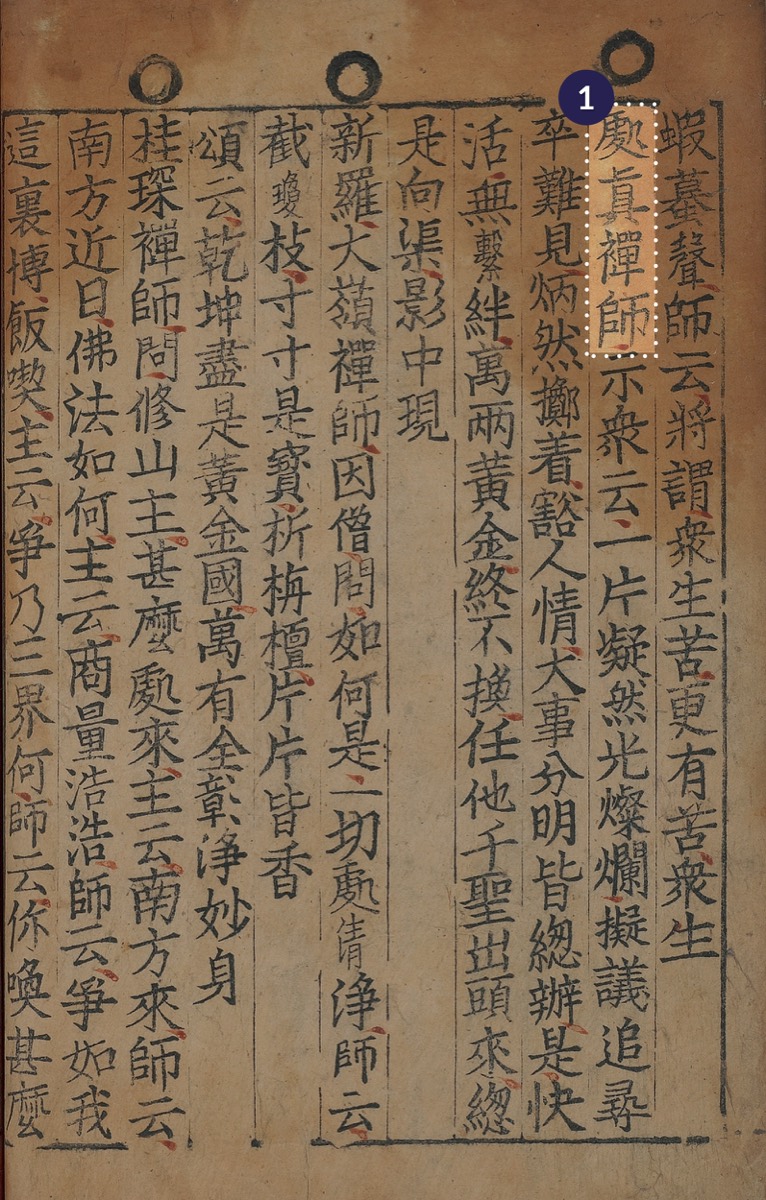 蝦蟇聲師云將謂衆生苦更有苦衆生
1
處眞禪師示衆云一片凝然光燦爛擬議追尋
卒難見炳然擲着豁人情大事分明皆緫辦是快
活無繫絆萬兩黃金終不換任他千聖出頭來緫
是向渠影中現
新羅大嶺禪師因僧問如何是一切處清淨師云
截瓊枝寸寸是寶析栴檀片片皆香
頌云乾坤盡是黃金國萬有全彰淨妙身
桂琛禪師問修山主甚麽處來主云南方來師云
南方近日佛法如何主云商量浩浩師云爭如我
這裏博飯喫主云爭乃三界何師云你喚甚麽